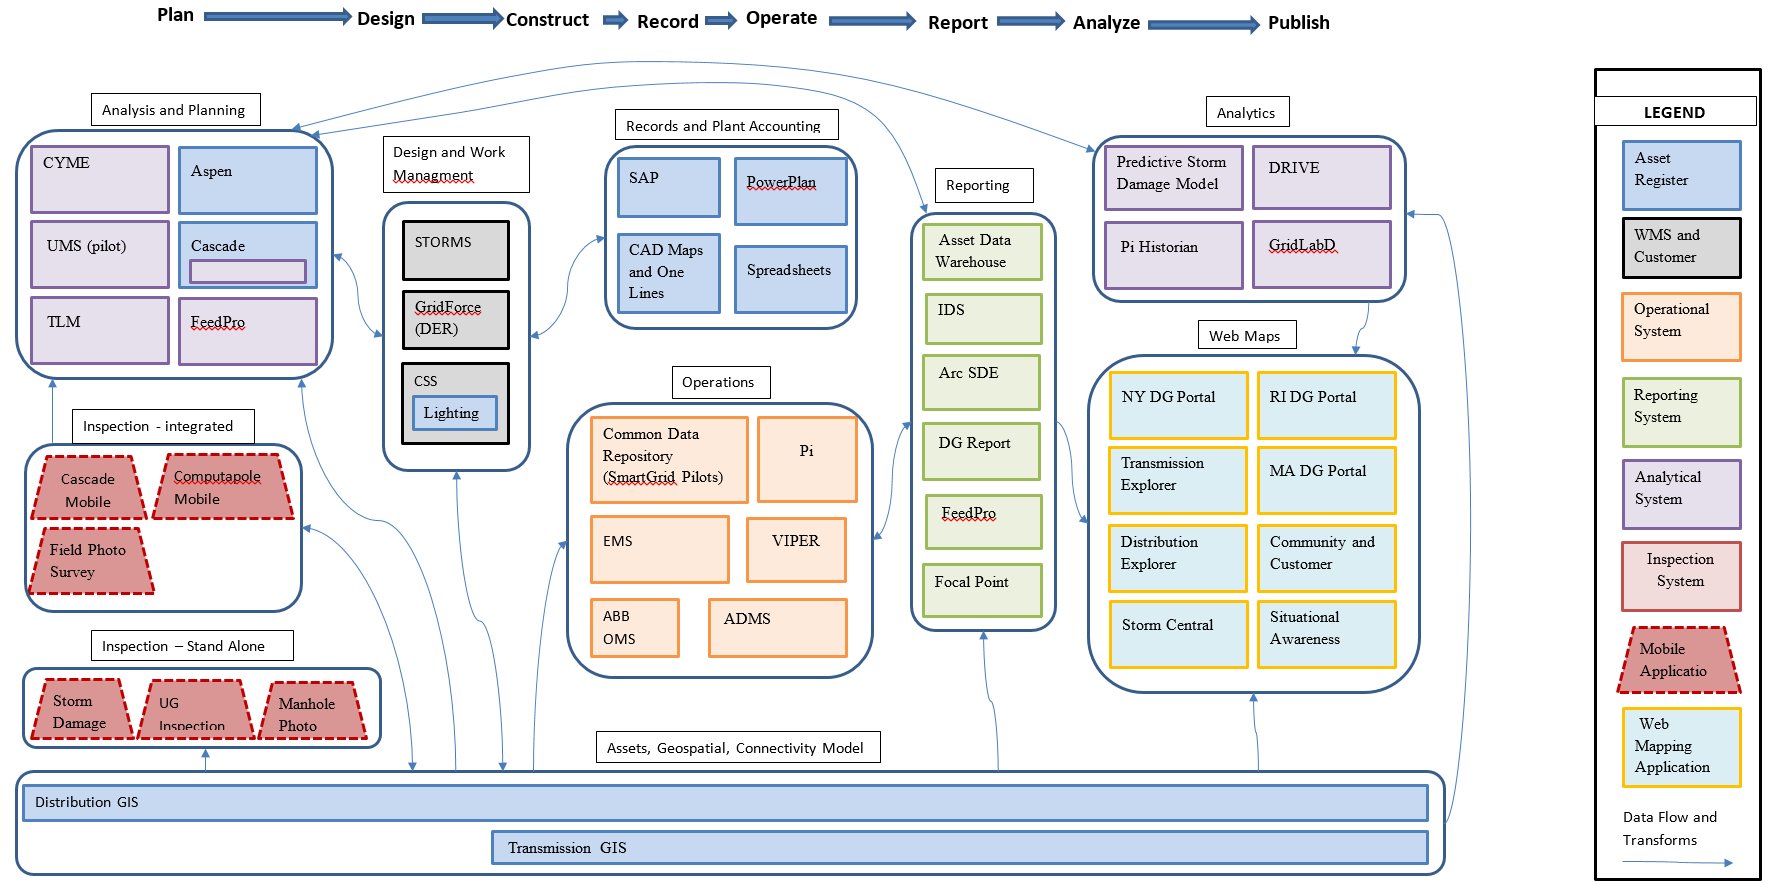 Plan
Design
Construct
Record
Operate
Report
Analyze
Publish
Analysis and Planning
CYME
Aspen
UMS (pilot)
Cascade
TLM
FeedPro
Design and Work
Managment
STORMS
GridForce
(DER)
CSS
Lighting
Records and Plant Accounting
SAP
PowerPlan
CAD Maps
and One
Lines
Spreadsheets
Operations
Common Data
Repository
(SmartGrid Pilots)
Pi
EMS
VIPER
ABB
OMS
ADMS
Reporting
Asset Data
Warehouse
IDS
Arc SDE
DG Report
FeedPro
Focal Point
Analytics
Predictive Storm
Damage Model
DRIVE
Pi Historian
GridLabD
Web Maps
NY DG Portal
RI DG Portal
Transmission
Explorer
MA DG Portal
Distribution
Explorer
Community and
Customer
Storm Central
Situational
Awareness
Inspection - integrated
Cascade
Mobile
Computapole
Mobile
Field Photo
Survey
Inspection – Stand Alone
Storm
Damage
UG
Inspection
Manhole
Photo
Assets, Geospatial, Connectivity Model
Distribution GIS
Transmission GIS
LEGEND
Asset
Register
WMS and
Customer
Operational
System
Reporting
System
Analytical
System
Inspection
System
Mobile
Applicatio
Web
Mapping
Application
Data Flow and
Transforms